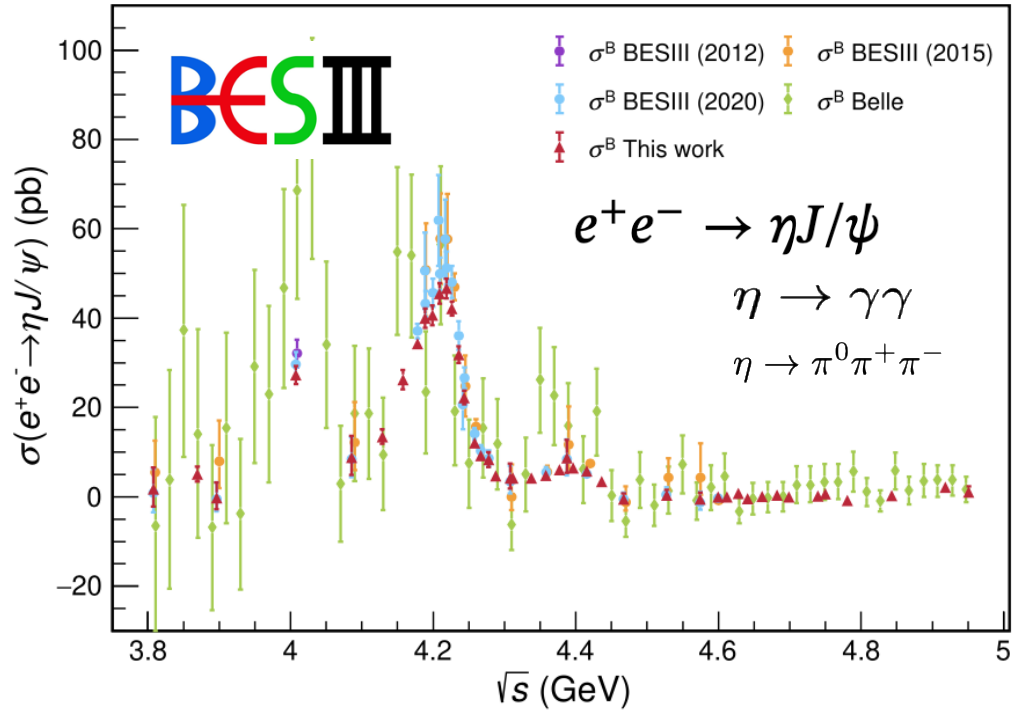 BESIII
σᴮ BESIII (2012)
σᴮ BESIII (2015)
σᴮ BESIII (2020)
σᴮ Belle
σᴮ This work
e⁺e⁻ → ηJ/ψ
η → γγ
η → π⁰π⁺π⁻
σ(e⁺e⁻→ηJ/ψ) (pb)
100
80
60
40
20
0
−20
3.8 4 4.2 4.4 4.6 4.8 5
√s (GeV)